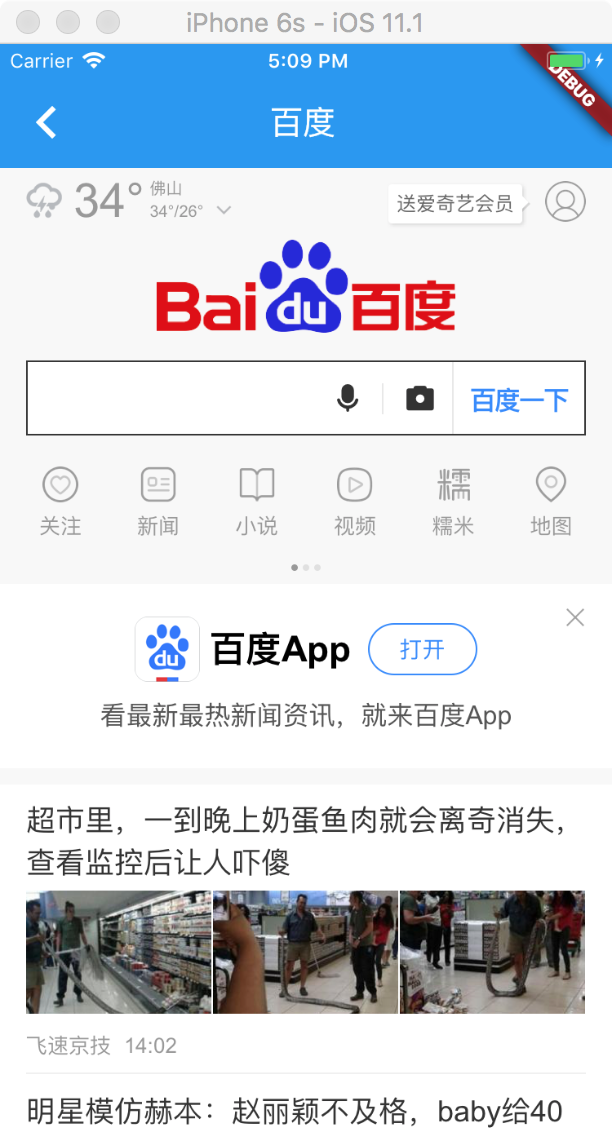 iPhone 6s - iOS 11.1
Carrier 5:09 PM
DEBUG
百度
34° 佛山
34°/26°
送爱奇艺会员
Bai du 百度
百度一下
糯
关注 新闻 小说 视频 糯米 地图
du 百度App 打开
看最新最热新闻资讯，就来百度App
超市里，一到晚上奶蛋鱼肉就会离奇消失，
查看监控后让人吓傻
飞速京技 14:02
明星模仿赫本：赵丽颖不及格，baby给40